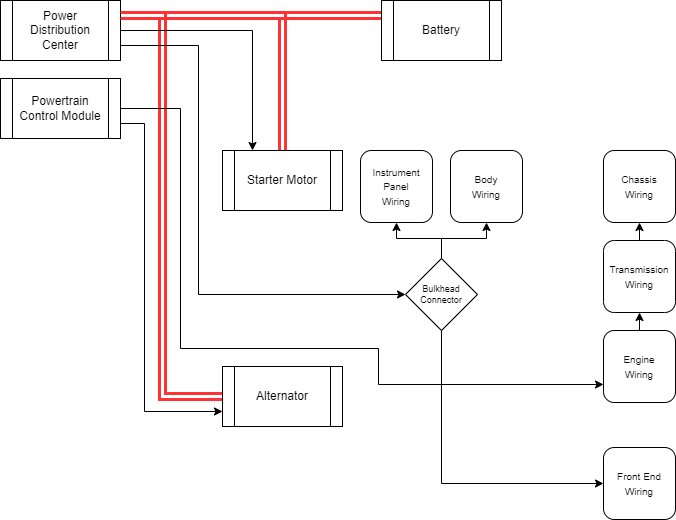 Power
Distribution
Center
Battery
Powertrain
Control Module
Starter Motor
Instrument
Panel
Wiring
Body
Wiring
Chassis
Wiring
Transmission
Wiring
Bulkhead
Connector
Engine
Wiring
Alternator
Front End
Wiring